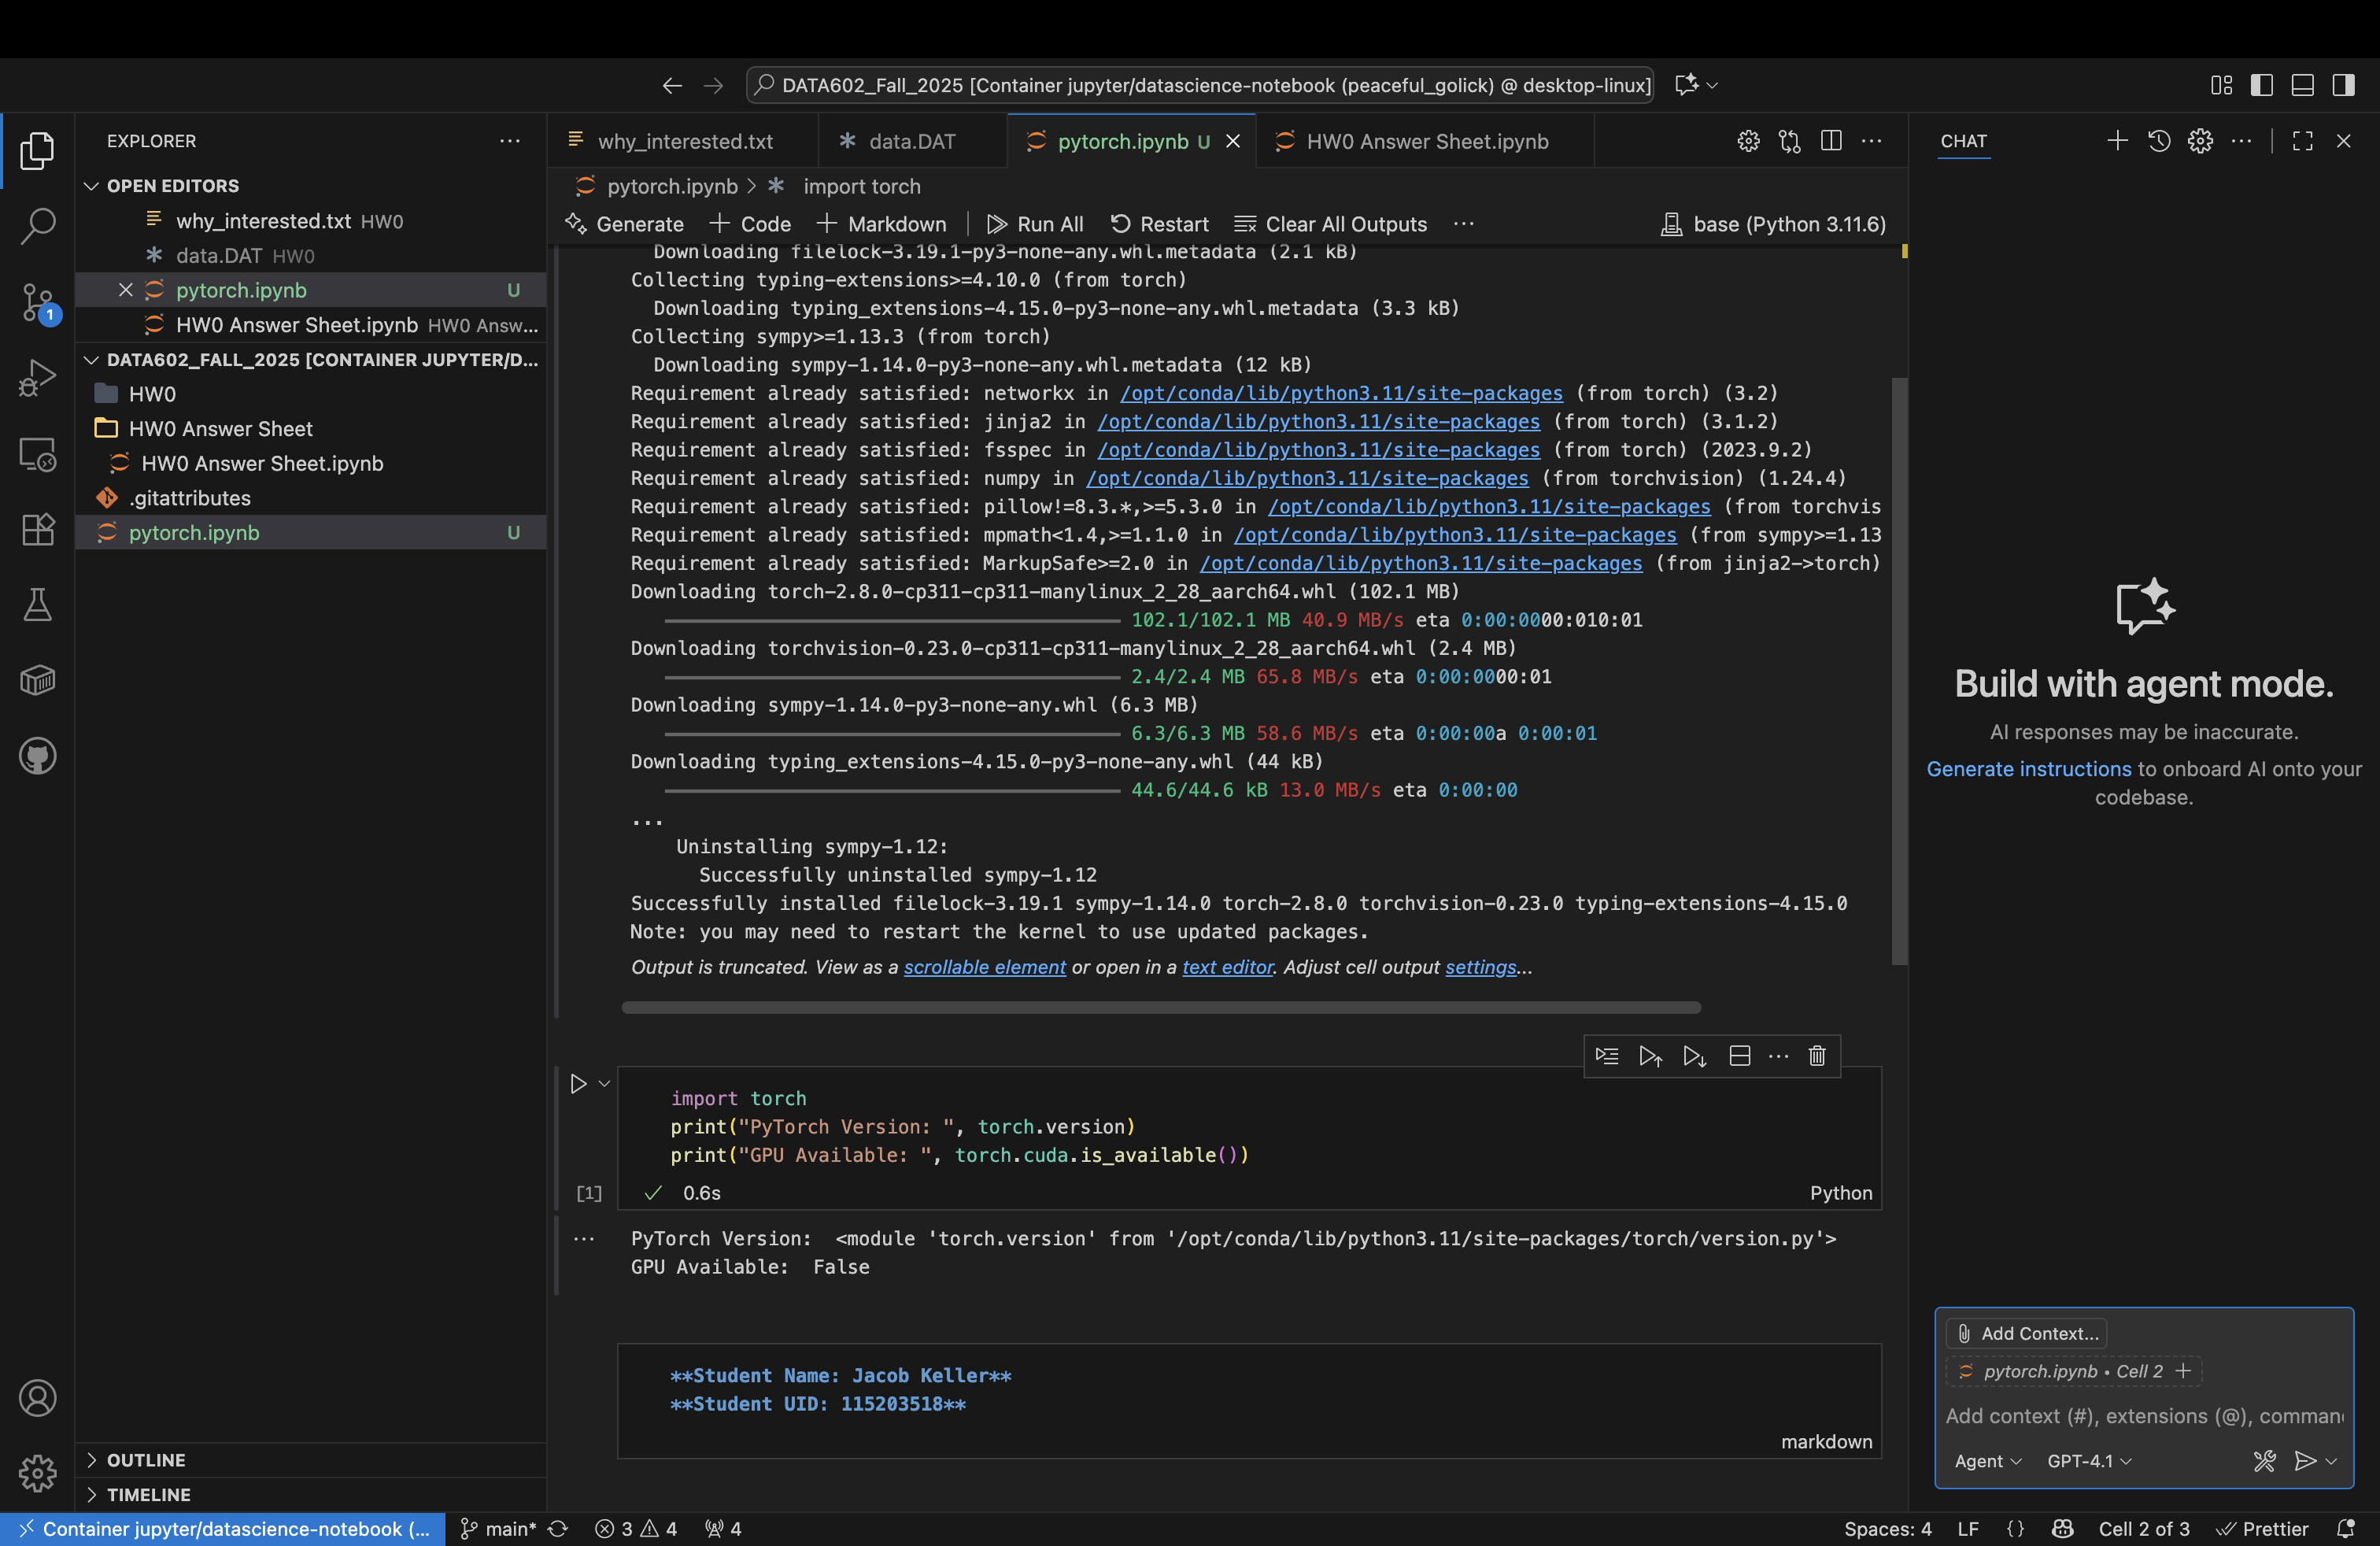 DATA602_Fall_2025 [Container jupyter/datascience-notebook (peaceful_golick) @ desktop-linux]
EXPLORER
OPEN EDITORS
why_interested.txt HW0
data.DAT HW0
pytorch.ipynb U
HW0 Answer Sheet.ipynb HW0 Answ...
DATA602_FALL_2025 [CONTAINER JUPYTER/D...
HW0
HW0 Answer Sheet
HW0 Answer Sheet.ipynb
.gitattributes
pytorch.ipynb U
OUTLINE
TIMELINE
why_interested.txt
data.DAT
pytorch.ipynb U
HW0 Answer Sheet.ipynb
pytorch.ipynb > import torch
Generate + Code + Markdown | Run All Restart Clear All Outputs ... base (Python 3.11.6)
Downloading filelock-3.19.1-py3-none-any.whl.metadata (2.1 kB)
Collecting typing-extensions>=4.10.0 (from torch)
Downloading typing_extensions-4.15.0-py3-none-any.whl.metadata (3.3 kB)
Collecting sympy>=1.13.3 (from torch)
Downloading sympy-1.14.0-py3-none-any.whl.metadata (12 kB)
Requirement already satisfied: networkx in /opt/conda/lib/python3.11/site-packages (from torch) (3.2)
Requirement already satisfied: jinja2 in /opt/conda/lib/python3.11/site-packages (from torch) (3.1.2)
Requirement already satisfied: fsspec in /opt/conda/lib/python3.11/site-packages (from torch) (2023.9.2)
Requirement already satisfied: numpy in /opt/conda/lib/python3.11/site-packages (from torchvision) (1.24.4)
Requirement already satisfied: pillow!=8.3.*,>=5.3.0 in /opt/conda/lib/python3.11/site-packages (from torchvis
Requirement already satisfied: mpmath<1.4,>=1.1.0 in /opt/conda/lib/python3.11/site-packages (from sympy>=1.13
Requirement already satisfied: MarkupSafe>=2.0 in /opt/conda/lib/python3.11/site-packages (from jinja2->torch)
Downloading torch-2.8.0-cp311-cp311-manylinux_2_28_aarch64.whl (102.1 MB)
102.1/102.1 MB 40.9 MB/s eta 0:00:0000:010:01
Downloading torchvision-0.23.0-cp311-cp311-manylinux_2_28_aarch64.whl (2.4 MB)
2.4/2.4 MB 65.8 MB/s eta 0:00:0000:01
Downloading sympy-1.14.0-py3-none-any.whl (6.3 MB)
6.3/6.3 MB 58.6 MB/s eta 0:00:00a 0:00:01
Downloading typing_extensions-4.15.0-py3-none-any.whl (44 kB)
44.6/44.6 kB 13.0 MB/s eta 0:00:00
...
Uninstalling sympy-1.12:
Successfully uninstalled sympy-1.12
Successfully installed filelock-3.19.1 sympy-1.14.0 torch-2.8.0 torchvision-0.23.0 typing-extensions-4.15.0
Note: you may need to restart the kernel to use updated packages.
Output is truncated. View as a scrollable element or open in a text editor. Adjust cell output settings...
import torch
print("PyTorch Version: ", torch.version)
print("GPU Available: ", torch.cuda.is_available())
[1] 0.6s Python
PyTorch Version:  <module 'torch.version' from '/opt/conda/lib/python3.11/site-packages/torch/version.py'>
GPU Available:  False
**Student Name: Jacob Keller**
**Student UID: 115203518**
markdown
CHAT
Build with agent mode.
AI responses may be inaccurate.
Generate instructions to onboard AI onto your
codebase.
Add Context...
pytorch.ipynb • Cell 2 +
Add context (#), extensions (@), comman
Agent GPT-4.1
1
Container jupyter/datascience-notebook (... main* 3 4 4
Spaces: 4 LF {} Cell 2 of 3 Prettier